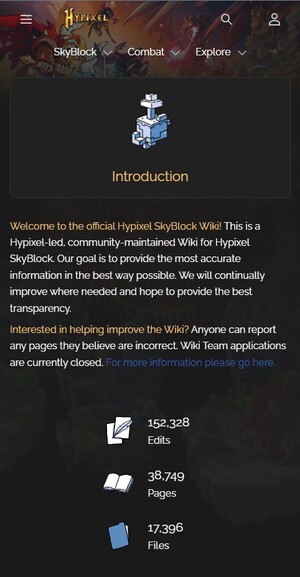 HYPIXEL
SkyBlock Combat Explore
Introduction
Welcome to the official Hypixel SkyBlock Wiki! This is a
Hypixel-led, community-maintained Wiki for Hypixel
SkyBlock. Our goal is to provide the most accurate
information in the best way possible. We will continually
improve where needed and hope to provide the best
transparency.
Interested in helping improve the Wiki? Anyone can report
any pages they believe are incorrect. Wiki Team applications
are currently closed. For more information please go here.
152,328
Edits
38,749
Pages
17,396
Files